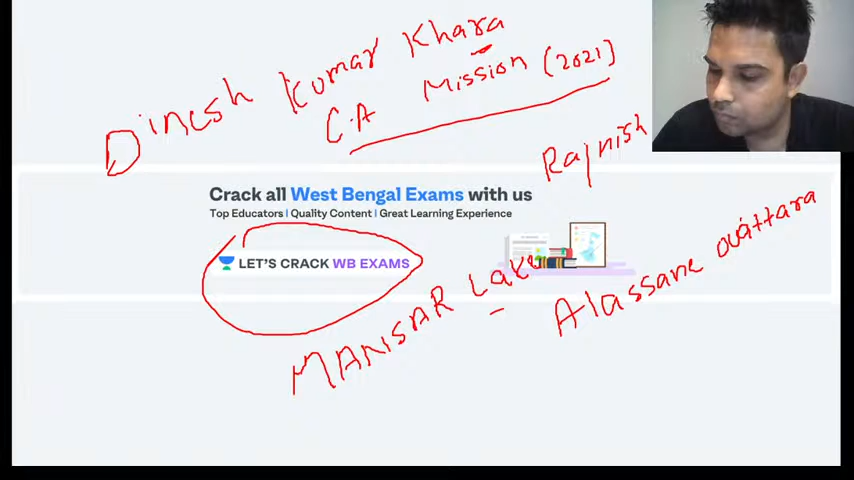 Dinesh Kumar Khara
C.A Mission (2021)
Rajnish
Crack all West Bengal Exams with us
Top Educators | Quality Content | Great Learning Experience
LET'S CRACK WB EXAMS
MANISAR Lake
Alassane ouattara